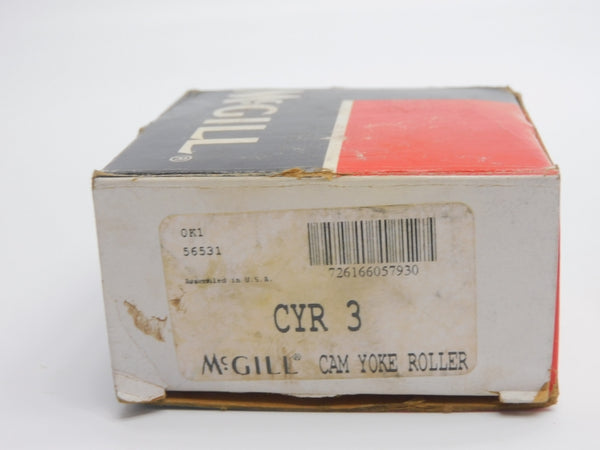 McGILL®
OK1
56531
Assembled in U.S.A.
726166057930
CYR 3
McGILL® CAM YOKE ROLLER